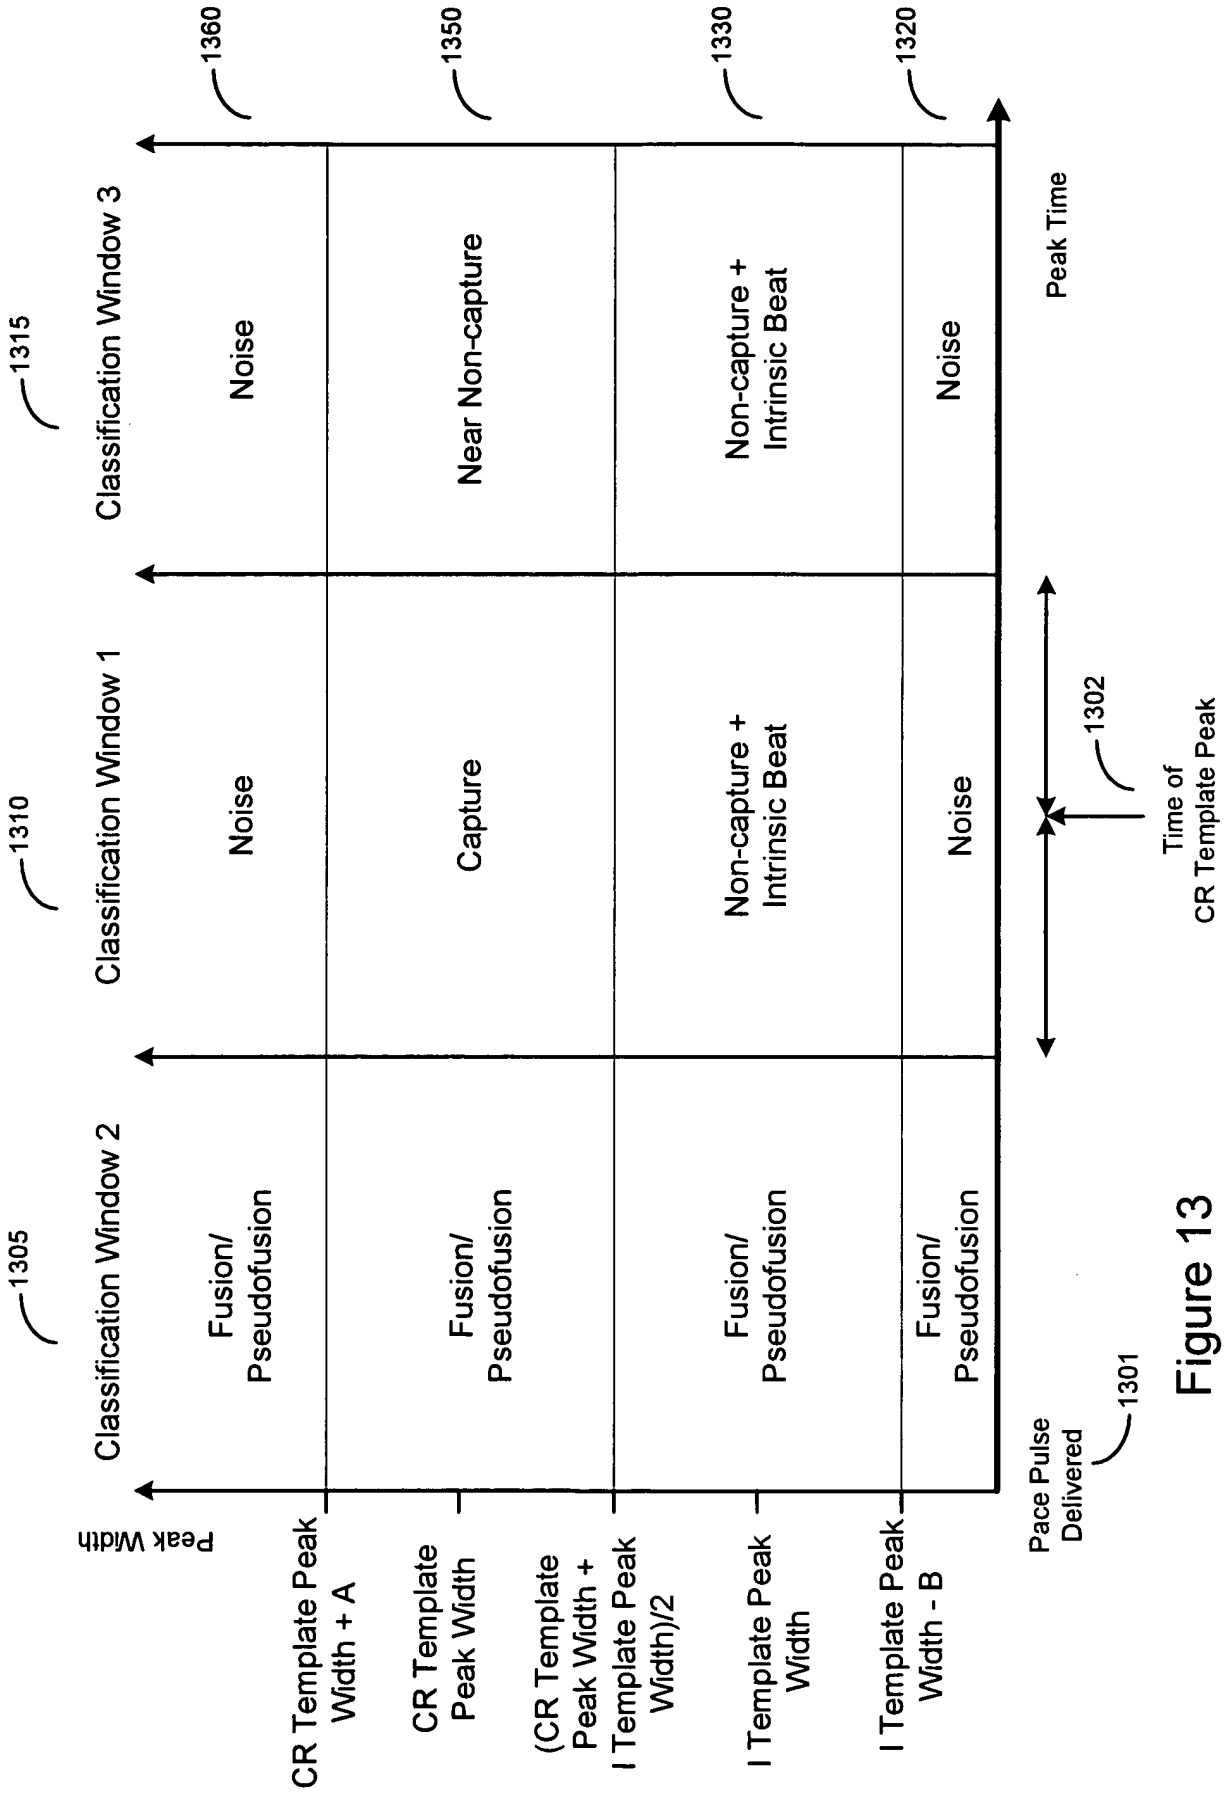 1305
1310
1315
Classification Window 2
Classification Window 1
Classification Window 3
Peak Width
Fusion/
Pseudofusion
Noise
Noise
1360
CR Template Peak
Width + A
CR Template
Peak Width
Fusion/
Pseudofusion
Capture
Near Non-capture
1350
(CR Template
Peak Width +
I Template Peak
Width)/2
I Template Peak
Width
Fusion/
Pseudofusion
Non-capture +
Intrinsic Beat
Non-capture +
Intrinsic Beat
1330
I Template Peak
Width - B
Fusion/
Pseudofusion
Noise
Noise
1320
Pace Pulse
Delivered
1301
Peak Time
1302
Time of
CR Template Peak
Figure 13